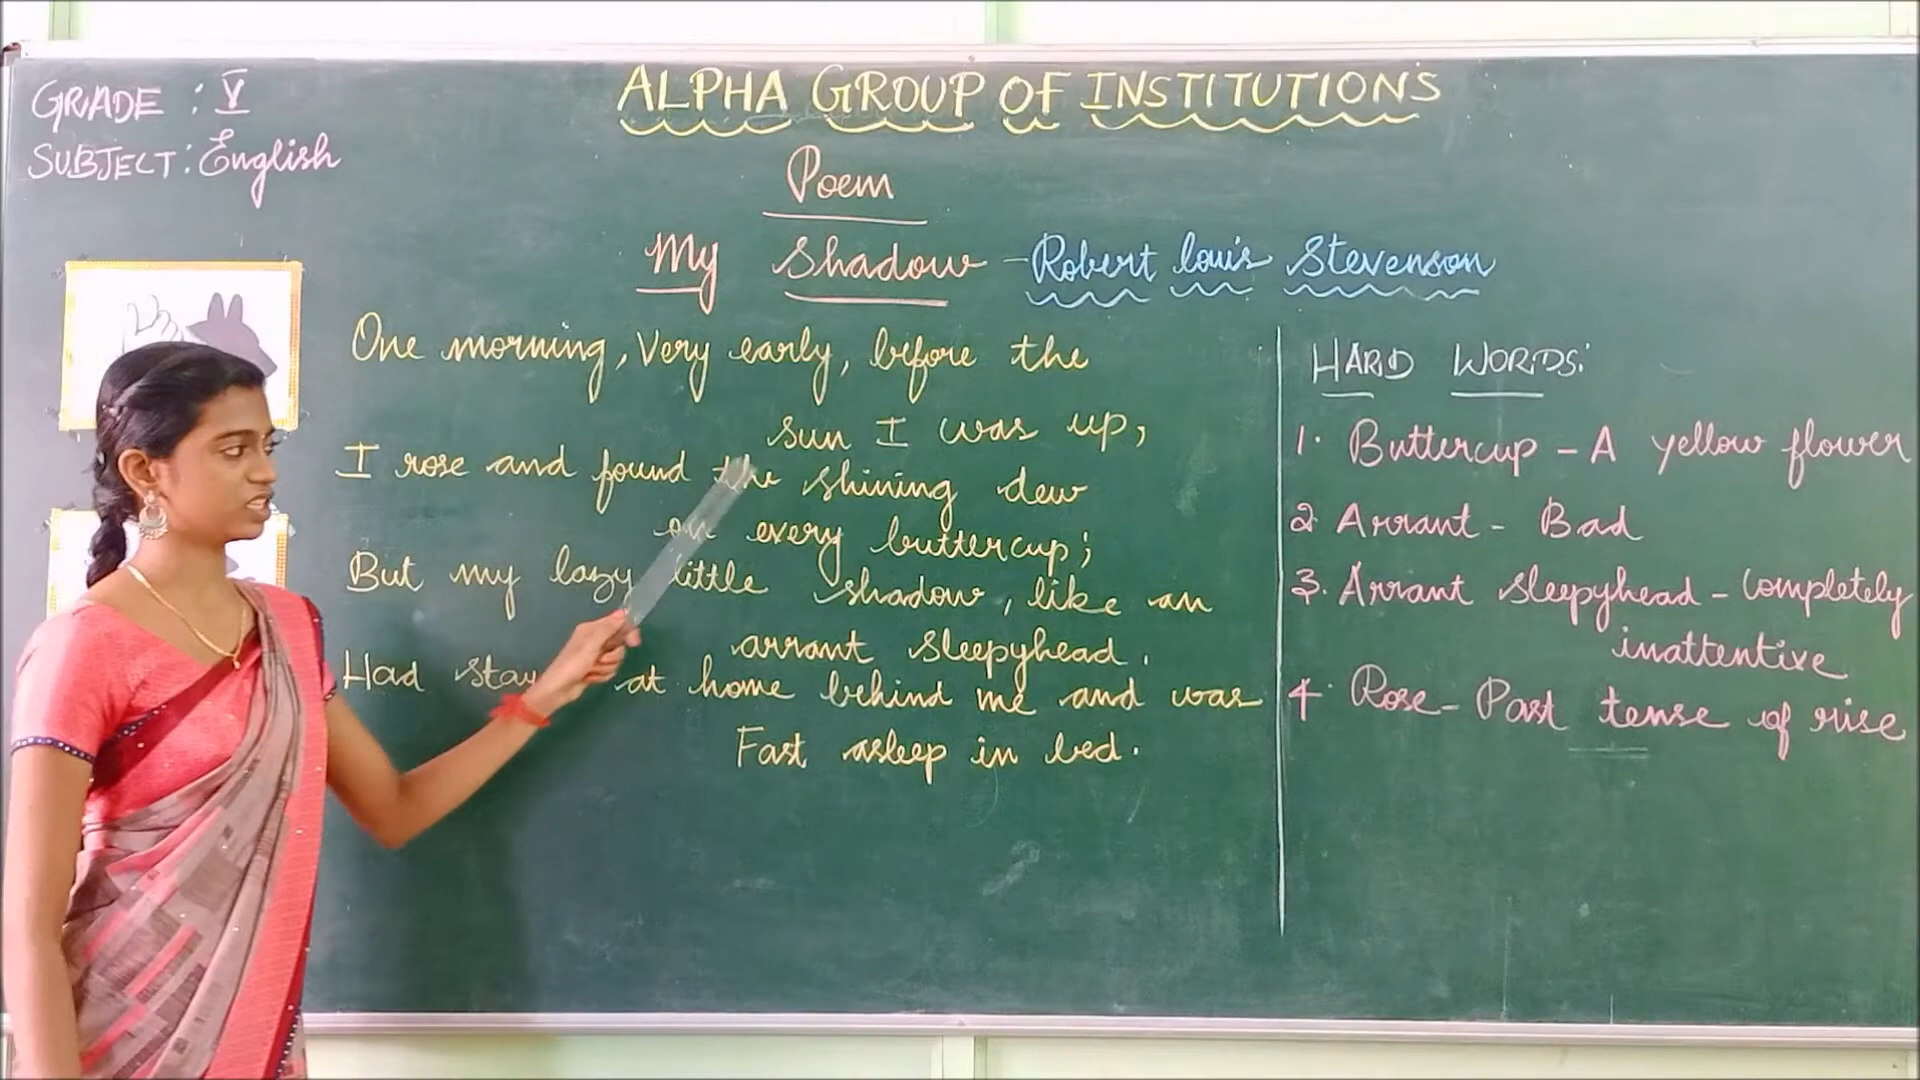 GRADE : V
SUBJECT: English
ALPHA GROUP OF INSTITUTIONS
Poem
My Shadow - Robert Louis Stevenson
One morning, Very early, before the
sun I was up,
I rose and found the shining dew
on every buttercup;
But my lazy little shadow, like an
arrant sleepyhead.
Had stay at home behind me and was
Fast asleep in bed.
HARD WORDS:
1. Buttercup - A yellow flower
2 Arrant - Bad
3. Arrant sleepyhead - Completely
inattentive
4. Rose - Past tense of rise